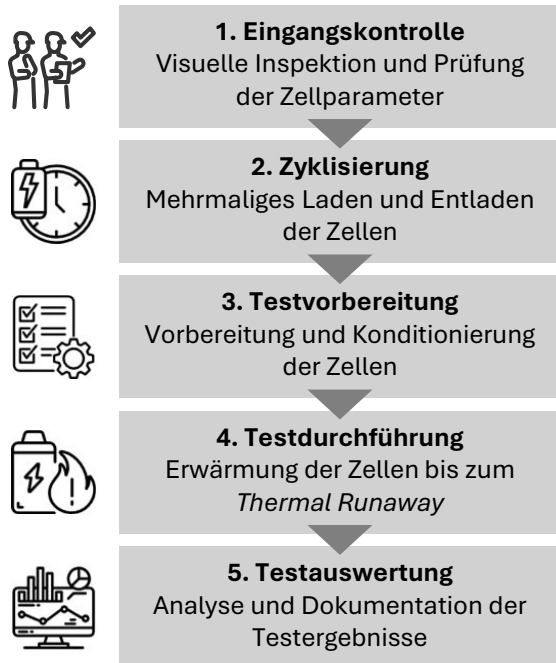 1. Eingangskontrolle
Visuelle Inspektion und Prüfung
der Zellparameter
2. Zyklisierung
Mehrmaliges Laden und Entladen
der Zellen
3. Testvorbereitung
Vorbereitung und Konditionierung
der Zellen
4. Testdurchführung
Erwärmung der Zellen bis zum
Thermal Runaway
5. Testauswertung
Analyse und Dokumentation der
Testergebnisse